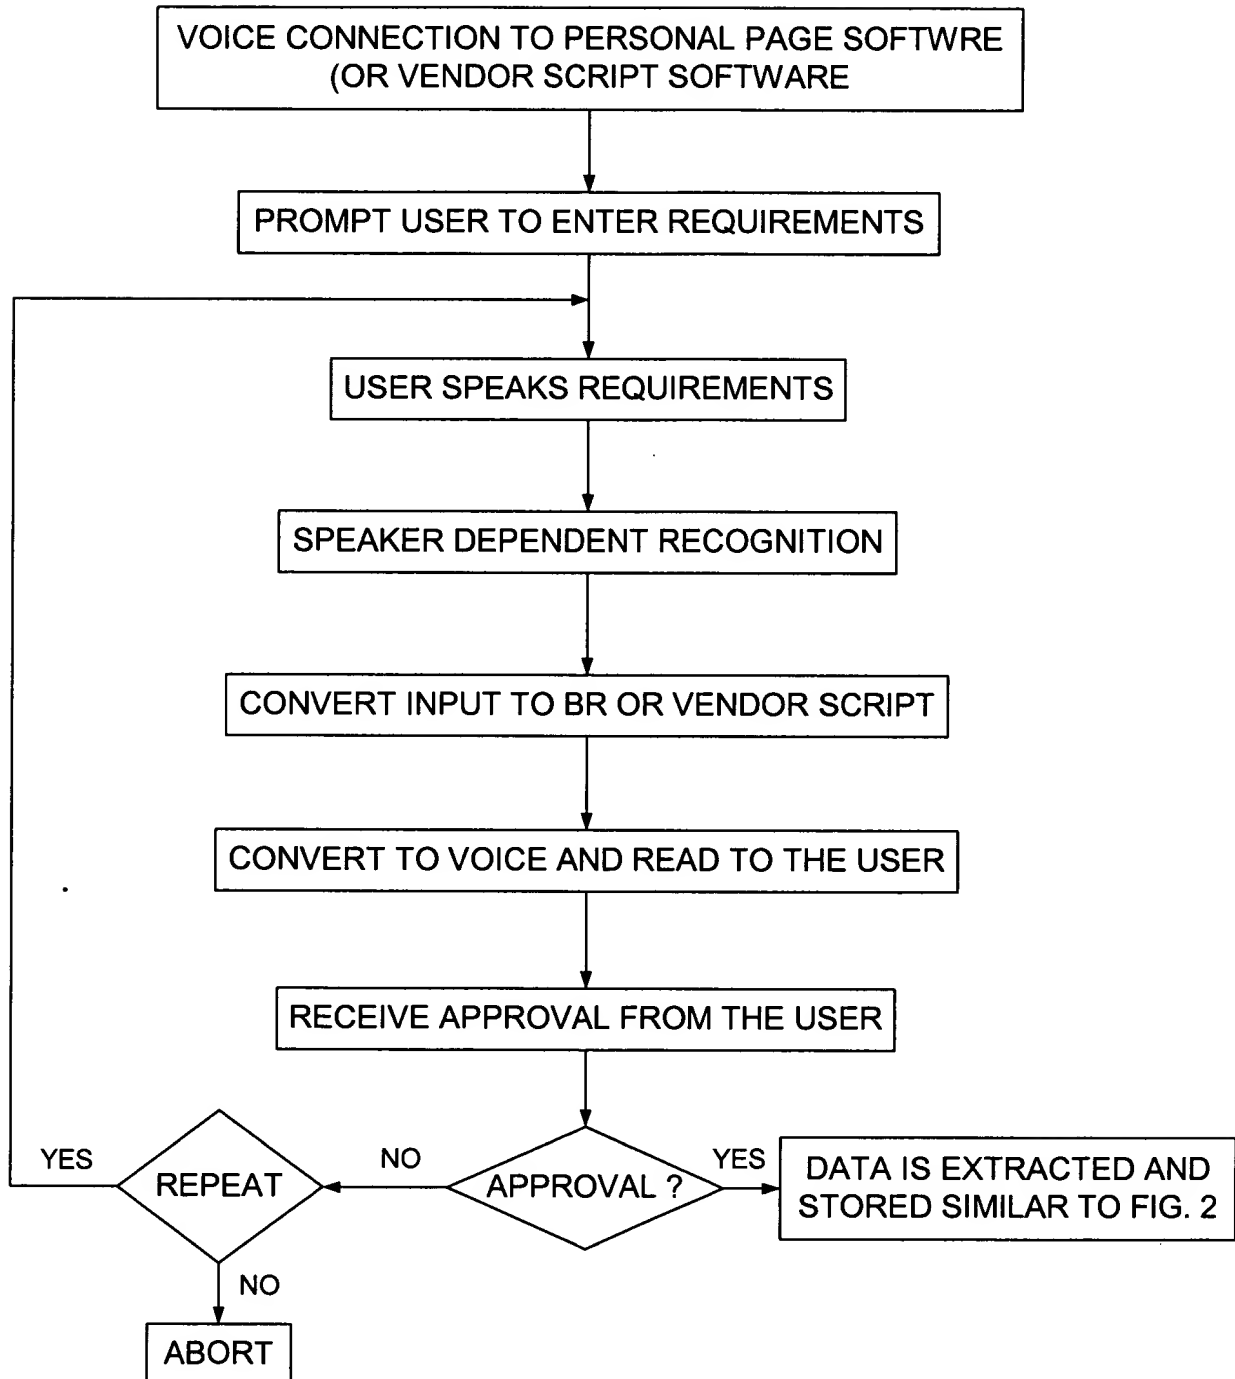 VOICE CONNECTION TO PERSONAL PAGE SOFTWRE
(OR VENDOR SCRIPT SOFTWARE
PROMPT USER TO ENTER REQUIREMENTS
USER SPEAKS REQUIREMENTS
SPEAKER DEPENDENT RECOGNITION
CONVERT INPUT TO BR OR VENDOR SCRIPT
CONVERT TO VOICE AND READ TO THE USER
RECEIVE APPROVAL FROM THE USER
YES
REPEAT
NO
APPROVAL ?
YES
DATA IS EXTRACTED AND
STORED SIMILAR TO FIG. 2
NO
ABORT